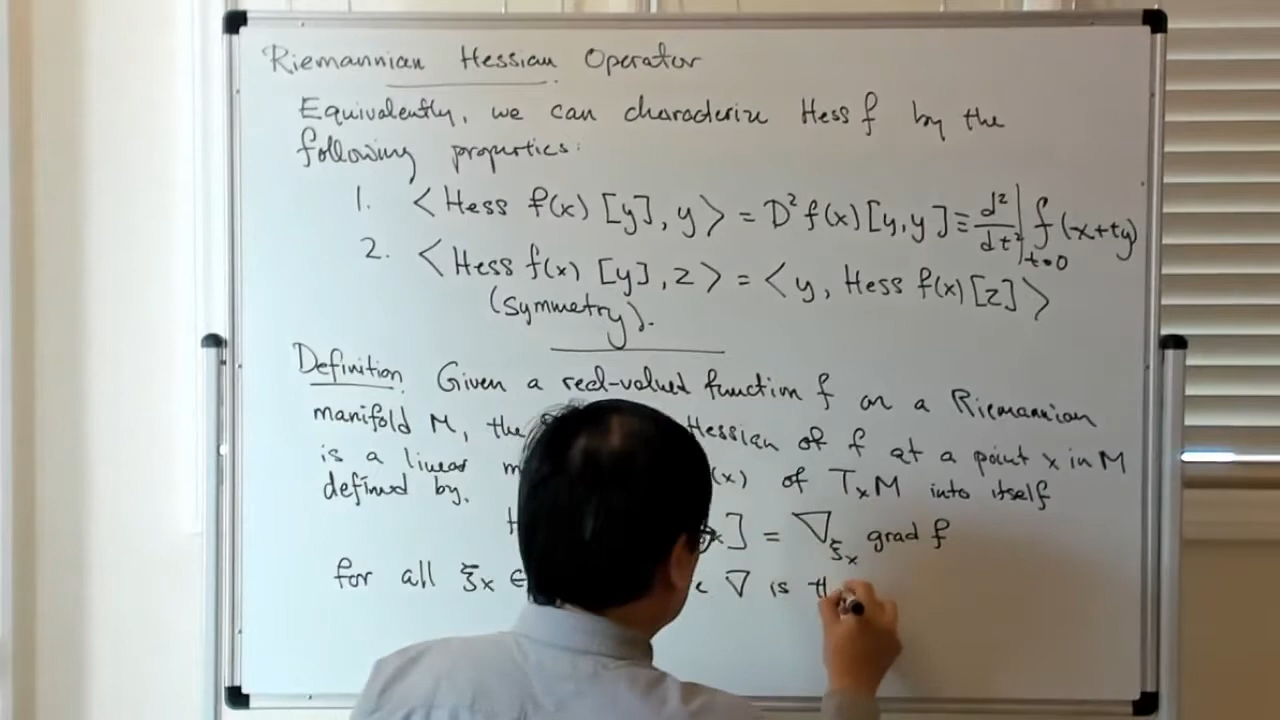 Riemannian Hessian Operator
Equivalently, we can characterize Hess f by the
following properties:
1. <Hess f(x) [y], y> = D² f(x)[y,y] ≡ d²/dt² |t=0 f(x+ty)
2. <Hess f(x) [y], z> = <y, Hess f(x)[z]>
(Symmetry).
Definition. Given a real-valued function f on a Riemannian
manifold M, the Hessian of f at a point x in M
is a linear (x) of TₓM into itself
defined by.
] = ∇_ξₓ grad f
for all ξₓ ∈ ∇ is th